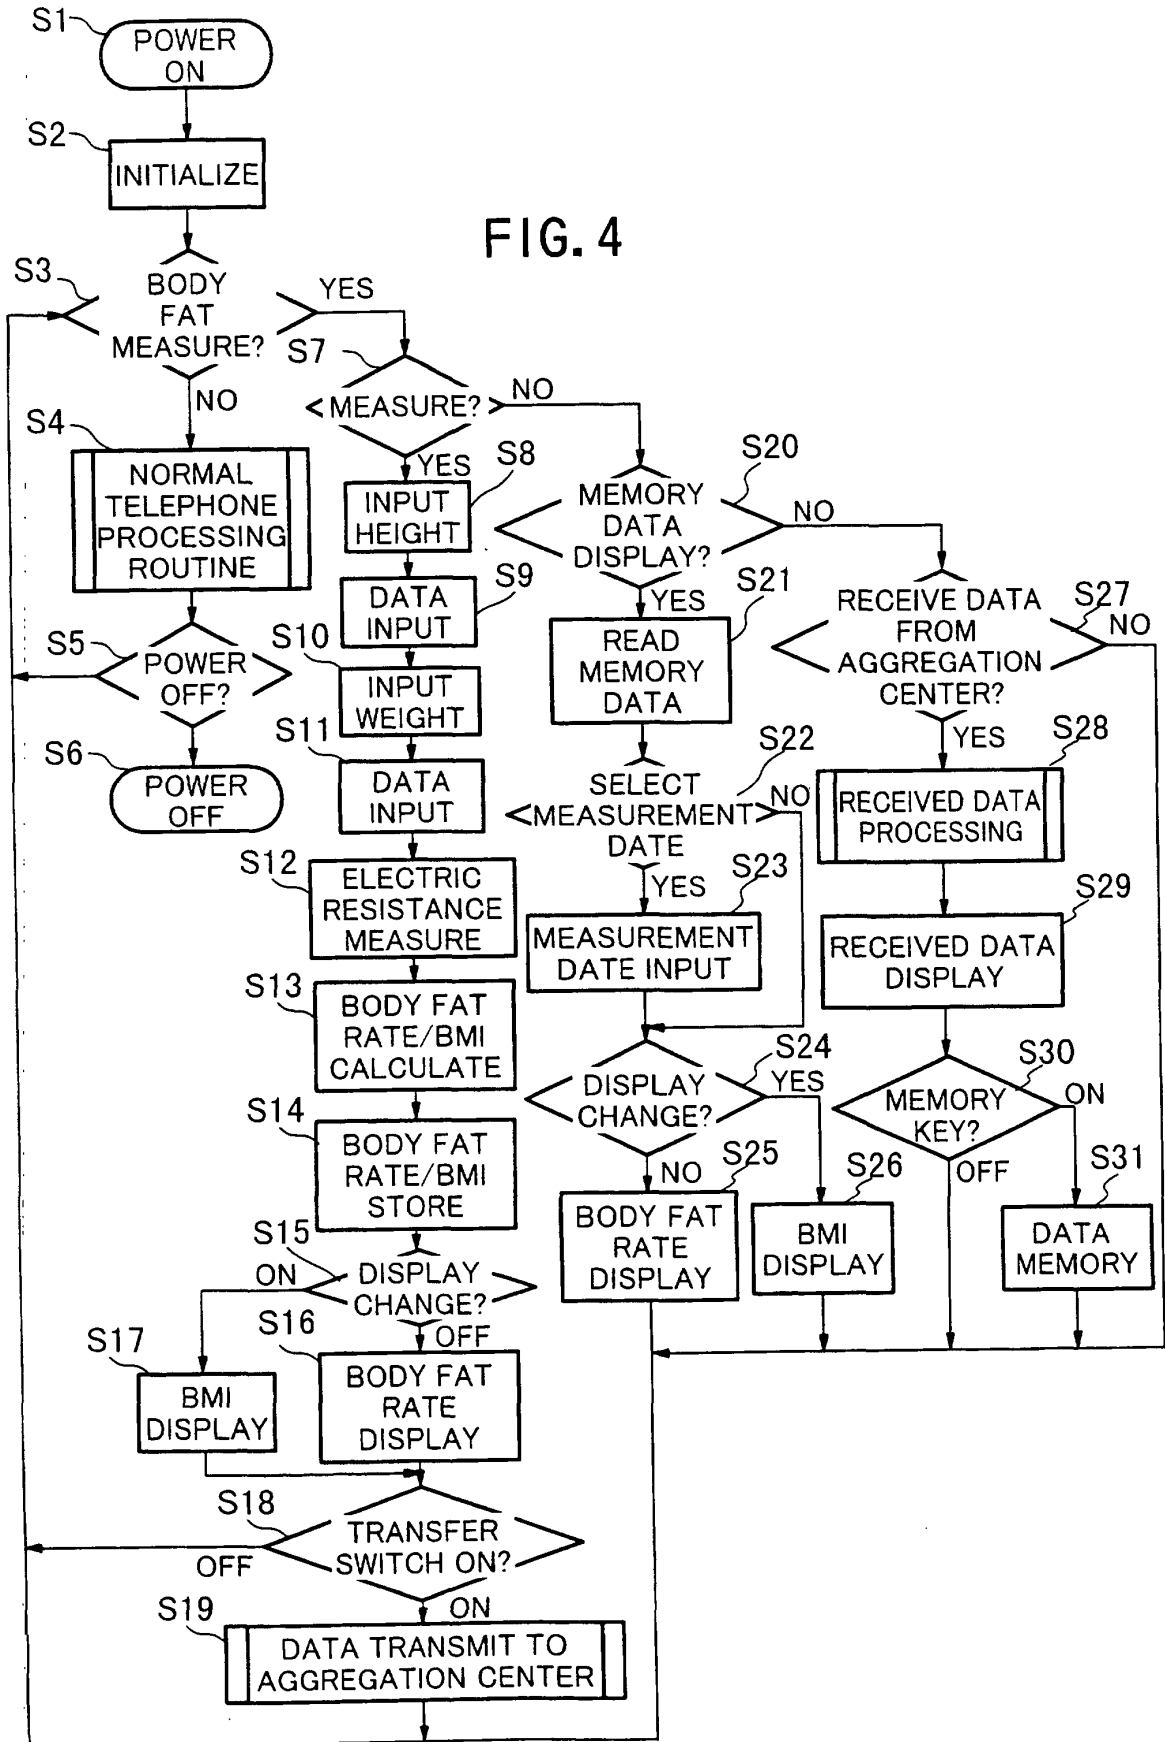 S1
POWER
ON
S2
INITIALIZE
FIG. 4
S3
BODY
FAT
MEASURE?
YES
NO
S4
NORMAL
TELEPHONE
PROCESSING
ROUTINE
S5
POWER
OFF?
S6
POWER
OFF
S7
MEASURE?
NO
YES
S8
INPUT
HEIGHT
S9
DATA
INPUT
S10
INPUT
WEIGHT
S11
DATA
INPUT
S12
ELECTRIC
RESISTANCE
MEASURE
S13
BODY FAT
RATE/BMI
CALCULATE
S14
BODY FAT
RATE/BMI
STORE
S15
DISPLAY
CHANGE?
ON
OFF
S16
BODY FAT
RATE
DISPLAY
S17
BMI
DISPLAY
S18
TRANSFER
SWITCH ON?
OFF
ON
S19
DATA TRANSMIT TO
AGGREGATION CENTER
S20
MEMORY
DATA
DISPLAY?
NO
YES
S21
READ
MEMORY
DATA
S22
SELECT
MEASUREMENT
DATE
NO
YES
S23
MEASUREMENT
DATE INPUT
S24
DISPLAY
CHANGE?
YES
NO
S25
BODY FAT
RATE
DISPLAY
S26
BMI
DISPLAY
S27
RECEIVE DATA
FROM
AGGREGATION
CENTER?
NO
YES
S28
RECEIVED DATA
PROCESSING
S29
RECEIVED DATA
DISPLAY
S30
MEMORY
KEY?
ON
OFF
S31
DATA
MEMORY